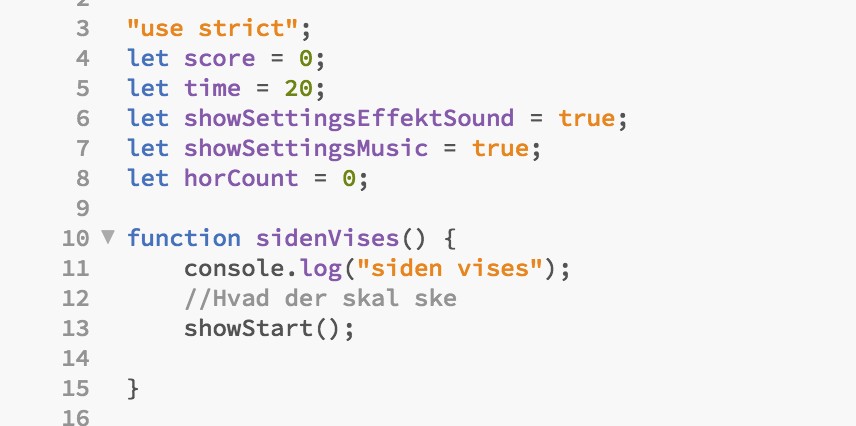 2
3 "use strict";
4 let score = 0;
5 let time = 20;
6 let showSettingsEffektSound = true;
7 let showSettingsMusic = true;
8 let horCount = 0;
9
10 ▼ function sidenVises() {
11 console.log("siden vises");
12 //Hvad der skal ske
13 showStart();
14
15 }
16